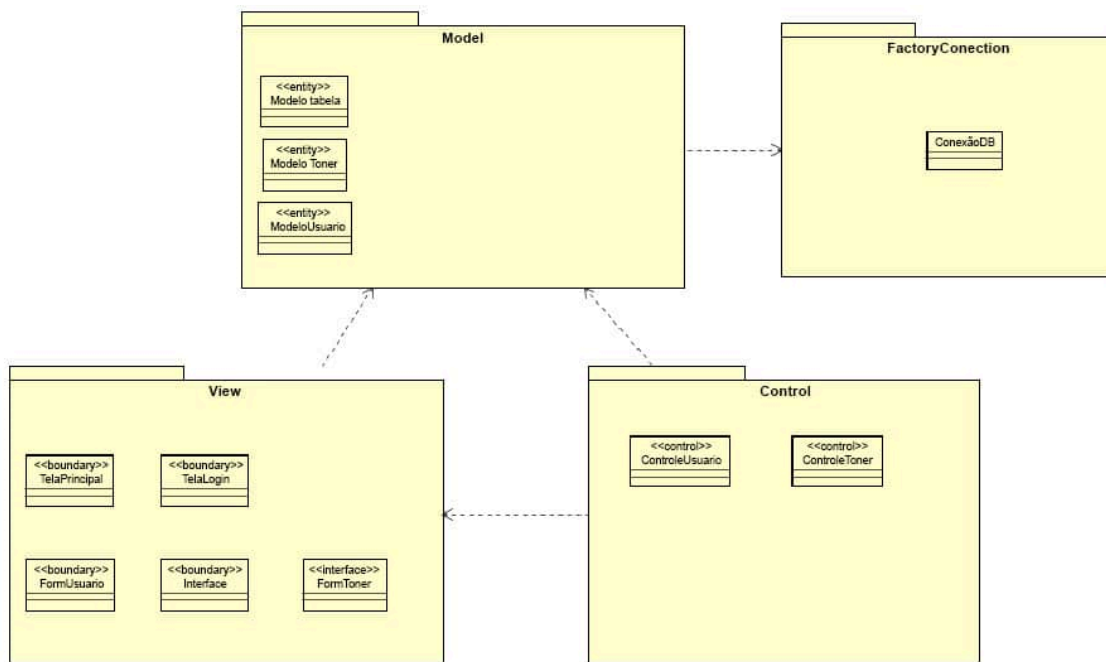 Model
<<entity>>
Modelo tabela
<<entity>>
Modelo Toner
<<entity>>
ModeloUsuario
FactoryConection
ConexãoDB
View
<<boundary>>
TelaPrincipal
<<boundary>>
TelaLogin
<<boundary>>
FormUsuario
<<boundary>>
Interface
<<interface>>
FormToner
Control
<<control>>
ControleUsuario
<<control>>
ControleToner